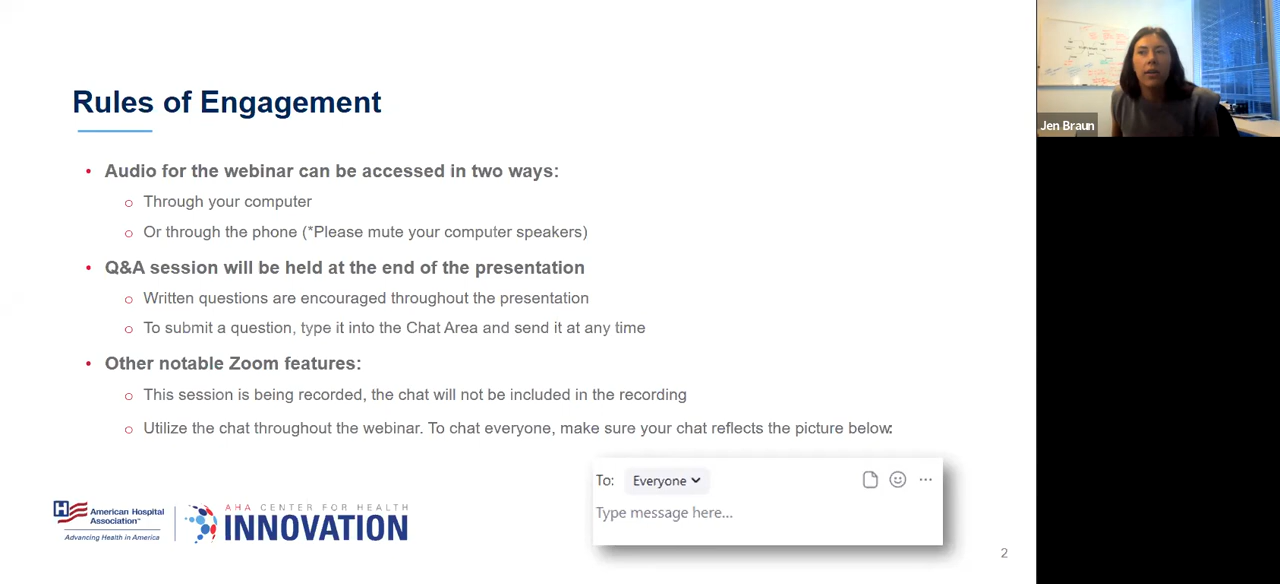 Rules of Engagement
• Audio for the webinar can be accessed in two ways:
o Through your computer
o Or through the phone (*Please mute your computer speakers)
• Q&A session will be held at the end of the presentation
o Written questions are encouraged throughout the presentation
o To submit a question, type it into the Chat Area and send it at any time
• Other notable Zoom features:
o This session is being recorded, the chat will not be included in the recording
o Utilize the chat throughout the webinar. To chat everyone, make sure your chat reflects the picture below:
To: Everyone
Type message here...
H American Hospital
Association™
Advancing Health in America
AHA CENTER FOR HEALTH
INNOVATION
2
Jen Braun